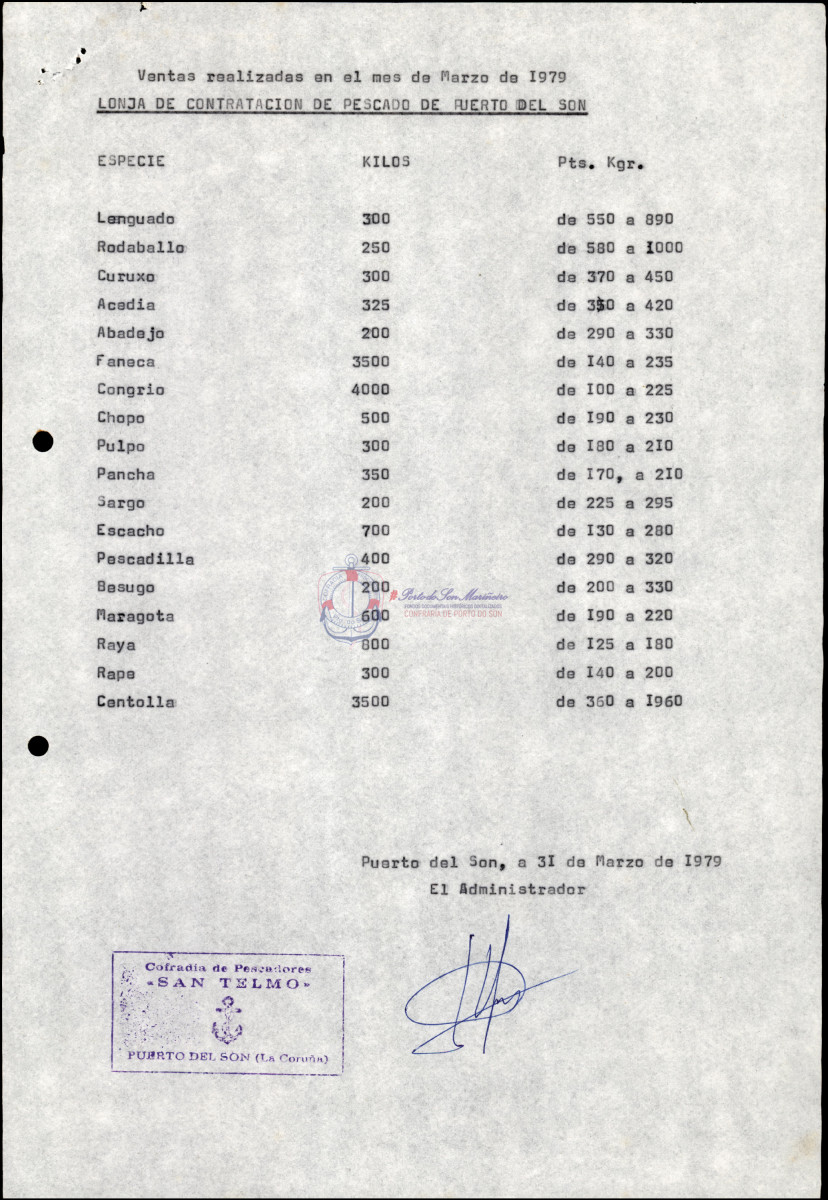 Ventas realizadas en el mes de Marzo de I979
LONJA DE CONTRATACION DE PESCADO DE PUERTO DEL SON
ESPECIE KILOS Pts. Kgr.
Lenguado 300 de 550 a 890
Rodaballo 250 de 580 a 1000
Curuxo 300 de 370 a 450
Acedia 325 de 350 a 420
Abadejo 200 de 290 a 330
Faneca 3500 de I40 a 235
Congrio 4000 de I00 a 225
Chopo 500 de I90 a 230
Pulpo 300 de I80 a 2I0
Pancha 350 de I70, a 2I0
Sargo 200 de 225 a 295
Escacho 700 de I30 a 280
Pescadilla 400 de 290 a 320
Besugo 200 de 200 a 330
Maragota 600 de I90 a 220
Raya 800 de I25 a I80
Rape 300 de I40 a 200
Centolla 3500 de 360 a I960
Porto do Son Mariñeiro
CONFRARÍA DE PORTO DO SON
Puerto del Son, a 3I de Marzo de I979
El Administrador
Cofradía de Pescadores
«SAN TELMO»
PUERTO DEL SON (La Coruña)